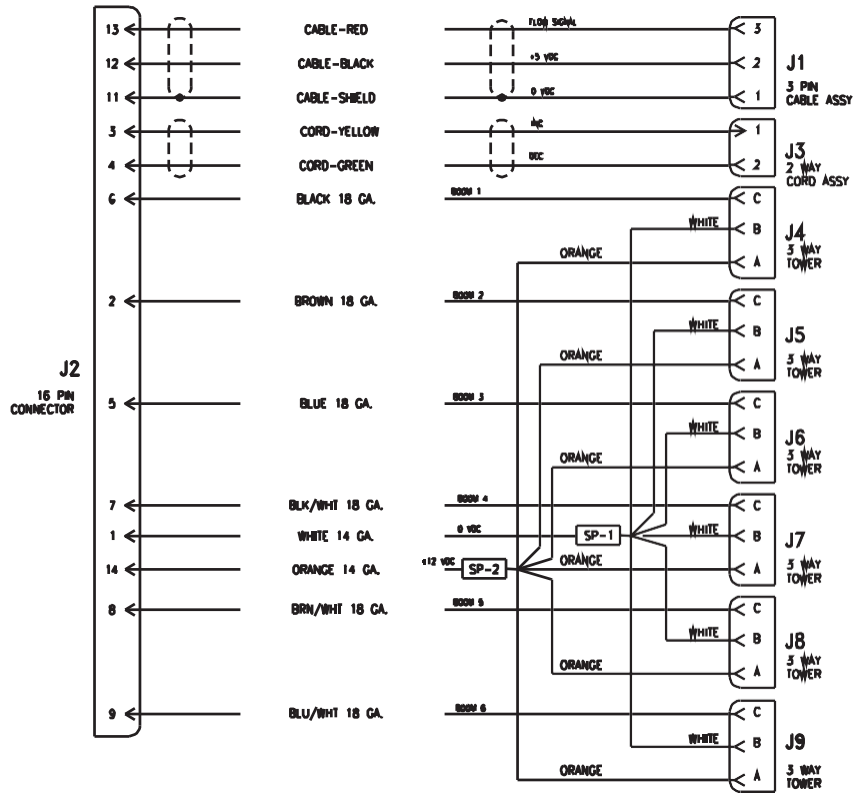 13 CABLE-RED FLOW SIGNAL 3
12 CABLE-BLACK +5 VDC 2 J1
11 CABLE-SHIELD 0 VDC 1 3 PIN
CABLE ASSY
3 CORD-YELLOW 1
J3
4 CORD-GREEN 2 2 WAY
CORD ASSY
6 BLACK 18 GA. BOOM 1 C
WHITE B J4
ORANGE A 3 WAY
TOWER
2 BROWN 18 GA. BOOM 2 C
WHITE B J5
ORANGE A 3 WAY
TOWER
J2
16 PIN
CONNECTOR
5 BLUE 18 GA. BOOM 3 C
WHITE B J6
ORANGE A 3 WAY
TOWER
7 BLK/WHT 18 GA. BOOM 4 C
1 WHITE 14 GA. 0 VDC SP-1 WHITE B J7
14 ORANGE 14 GA. +12 VDC SP-2 ORANGE A 3 WAY
TOWER
8 BRN/WHT 18 GA. BOOM 5 C
WHITE B J8
ORANGE A 3 WAY
TOWER
9 BLU/WHT 18 GA. BOOM 6 C
WHITE B J9
ORANGE A 3 WAY
TOWER